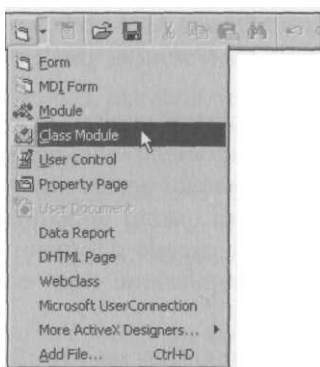 Form
MDI Form
Module
Class Module
User Control
Property Page
User Document
Data Report
DHTML Page
WebClass
Microsoft UserConnection
More ActiveX Designers...
Add File... Ctrl+D